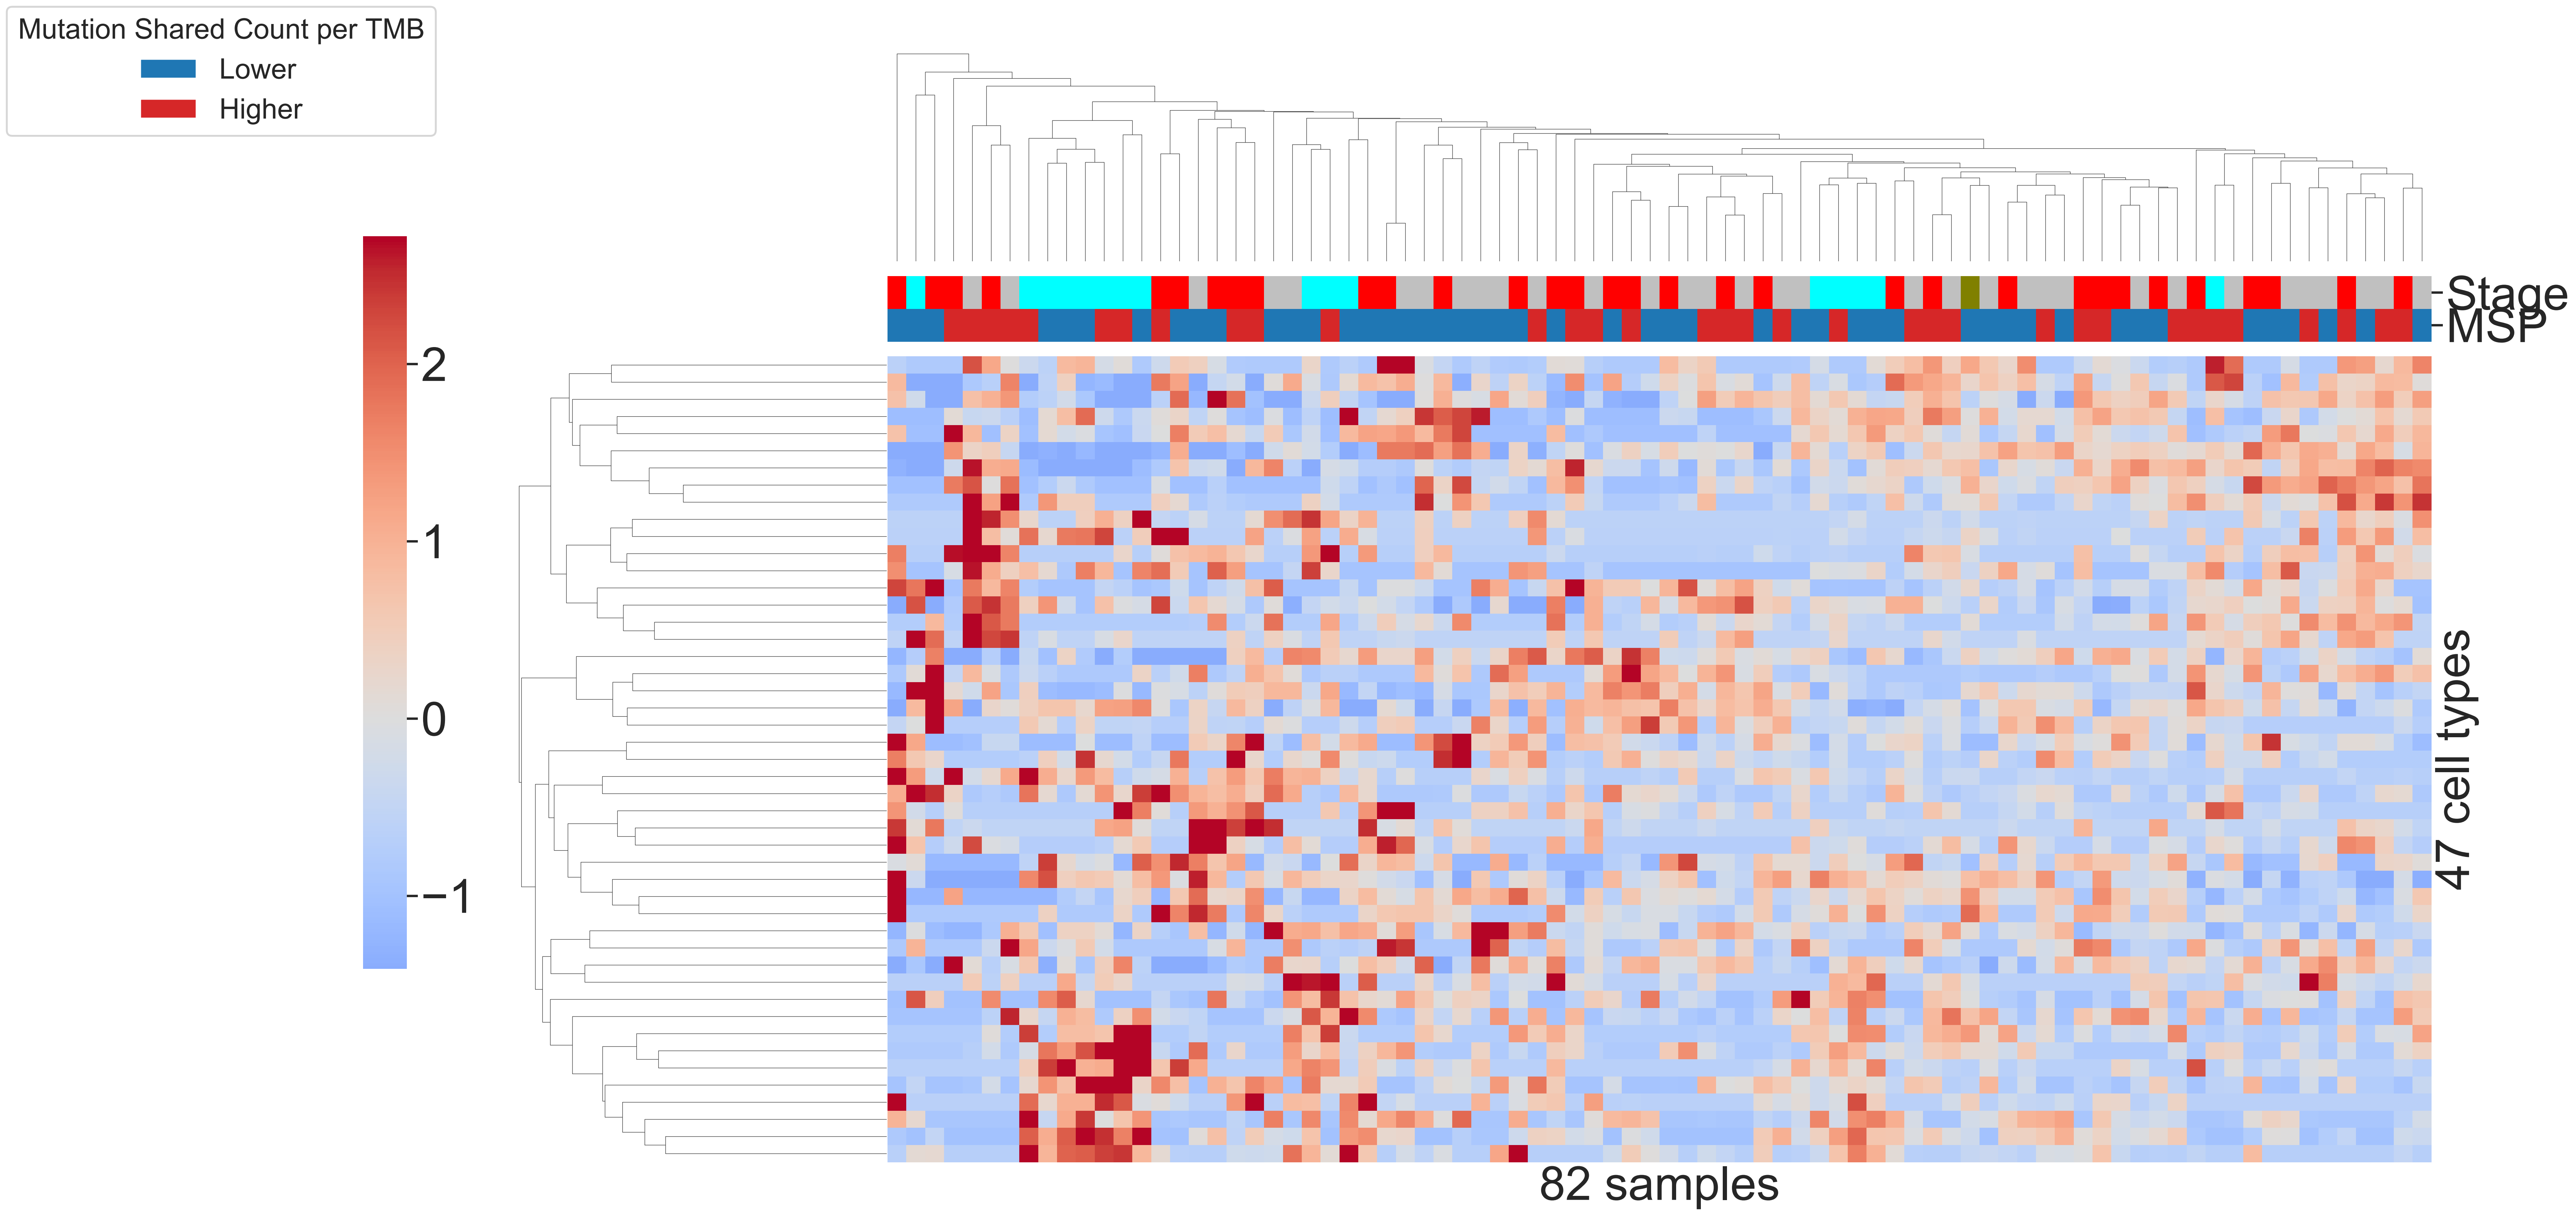 Mutation Shared Count per TMB
Lower
Higher
Stage
MSP
2
1
0
−1
47 cell types
82 samples